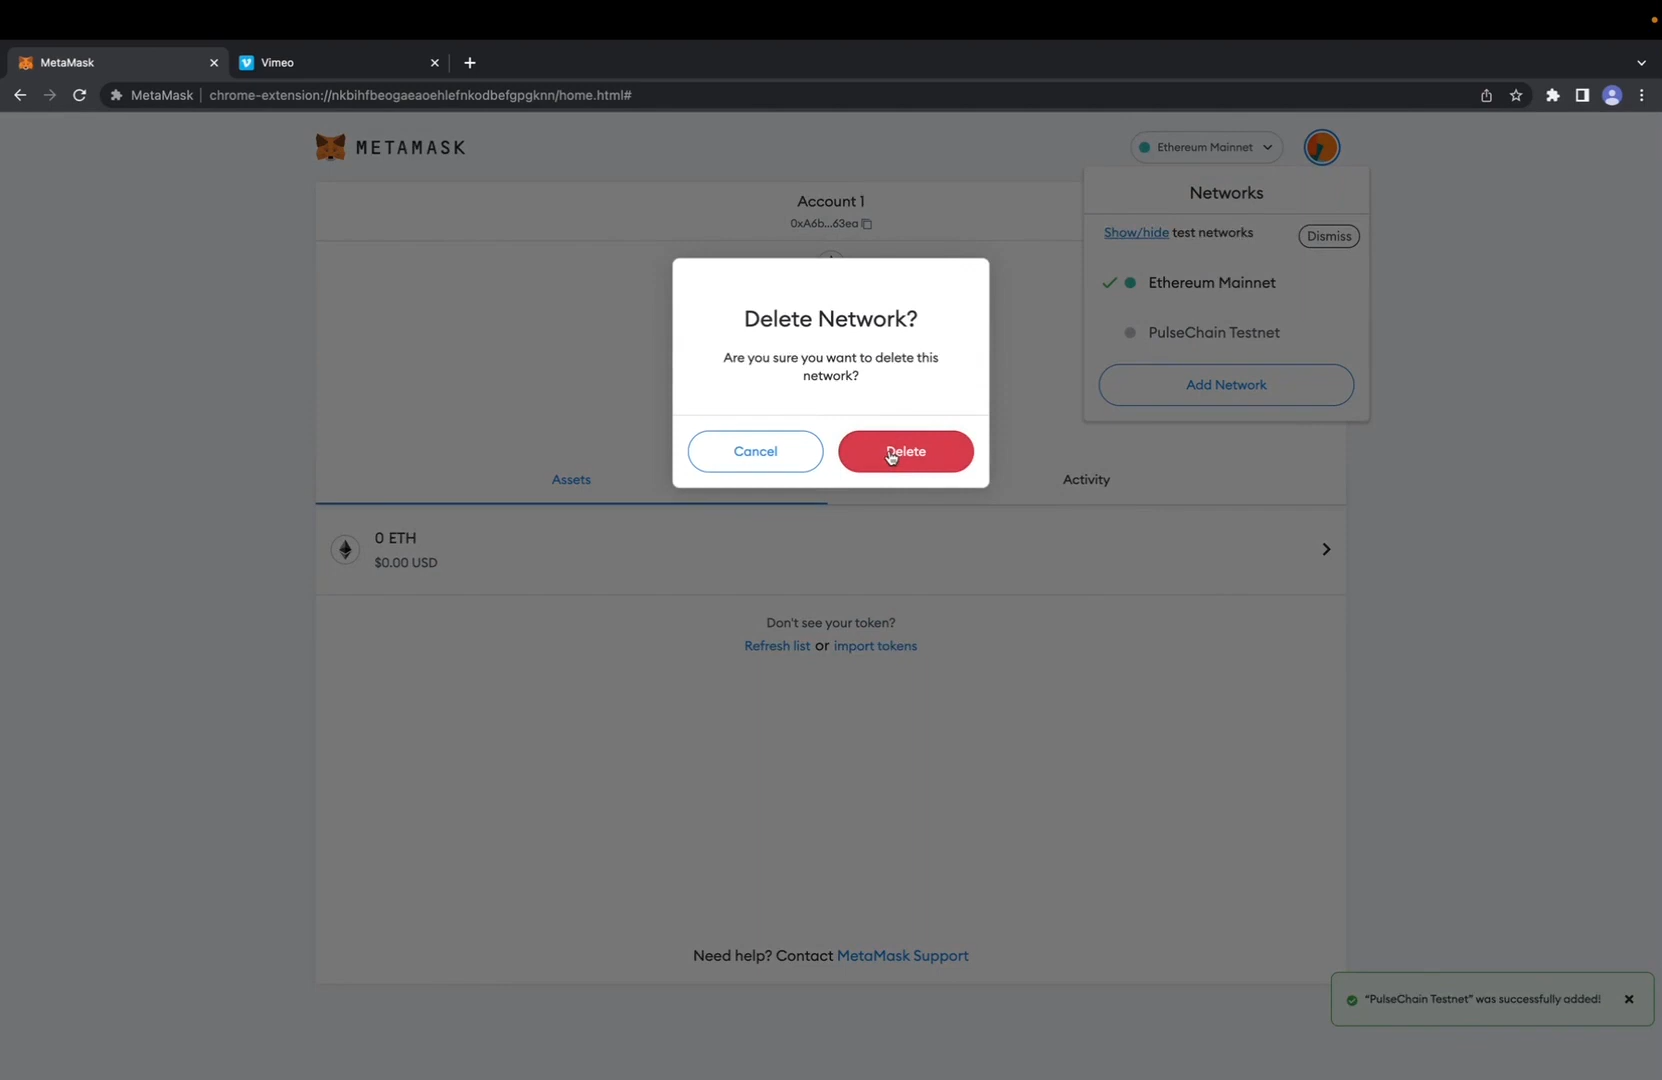 MetaMask
Vimeo
MetaMask
chrome-extension://nkbihfbeogaeaoehlefnkodbefgpgknn/home.html#
METAMASK
Ethereum Mainnet
Networks
Account 1
0xA6b...63ea
Show/hide test networks
Dismiss
Ethereum Mainnet
PulseChain Testnet
Add Network
Delete Network?
Are you sure you want to delete this
network?
Cancel
Delete
Assets
Activity
0 ETH
$0.00 USD
Don't see your token?
Refresh list or import tokens
Need help? Contact MetaMask Support
“PulseChain Testnet” was successfully added!